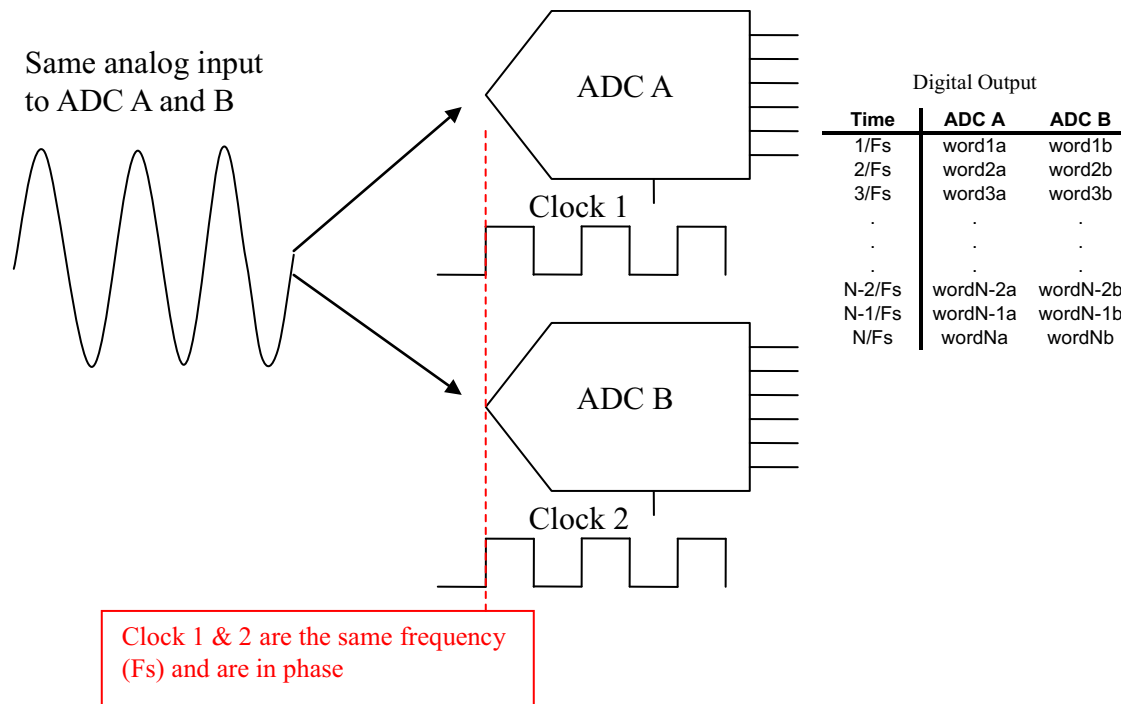 Same analog input
to ADC A and B
ADC A
Clock 1
ADC B
Clock 2
Clock 1 & 2 are the same frequency
(Fs) and are in phase
Digital Output
Time ADC A ADC B
1/Fs word1a word1b
2/Fs word2a word2b
3/Fs word3a word3b
. . .
. . .
. . .
N-2/Fs wordN-2a wordN-2b
N-1/Fs wordN-1a wordN-1b
N/Fs wordNa wordNb